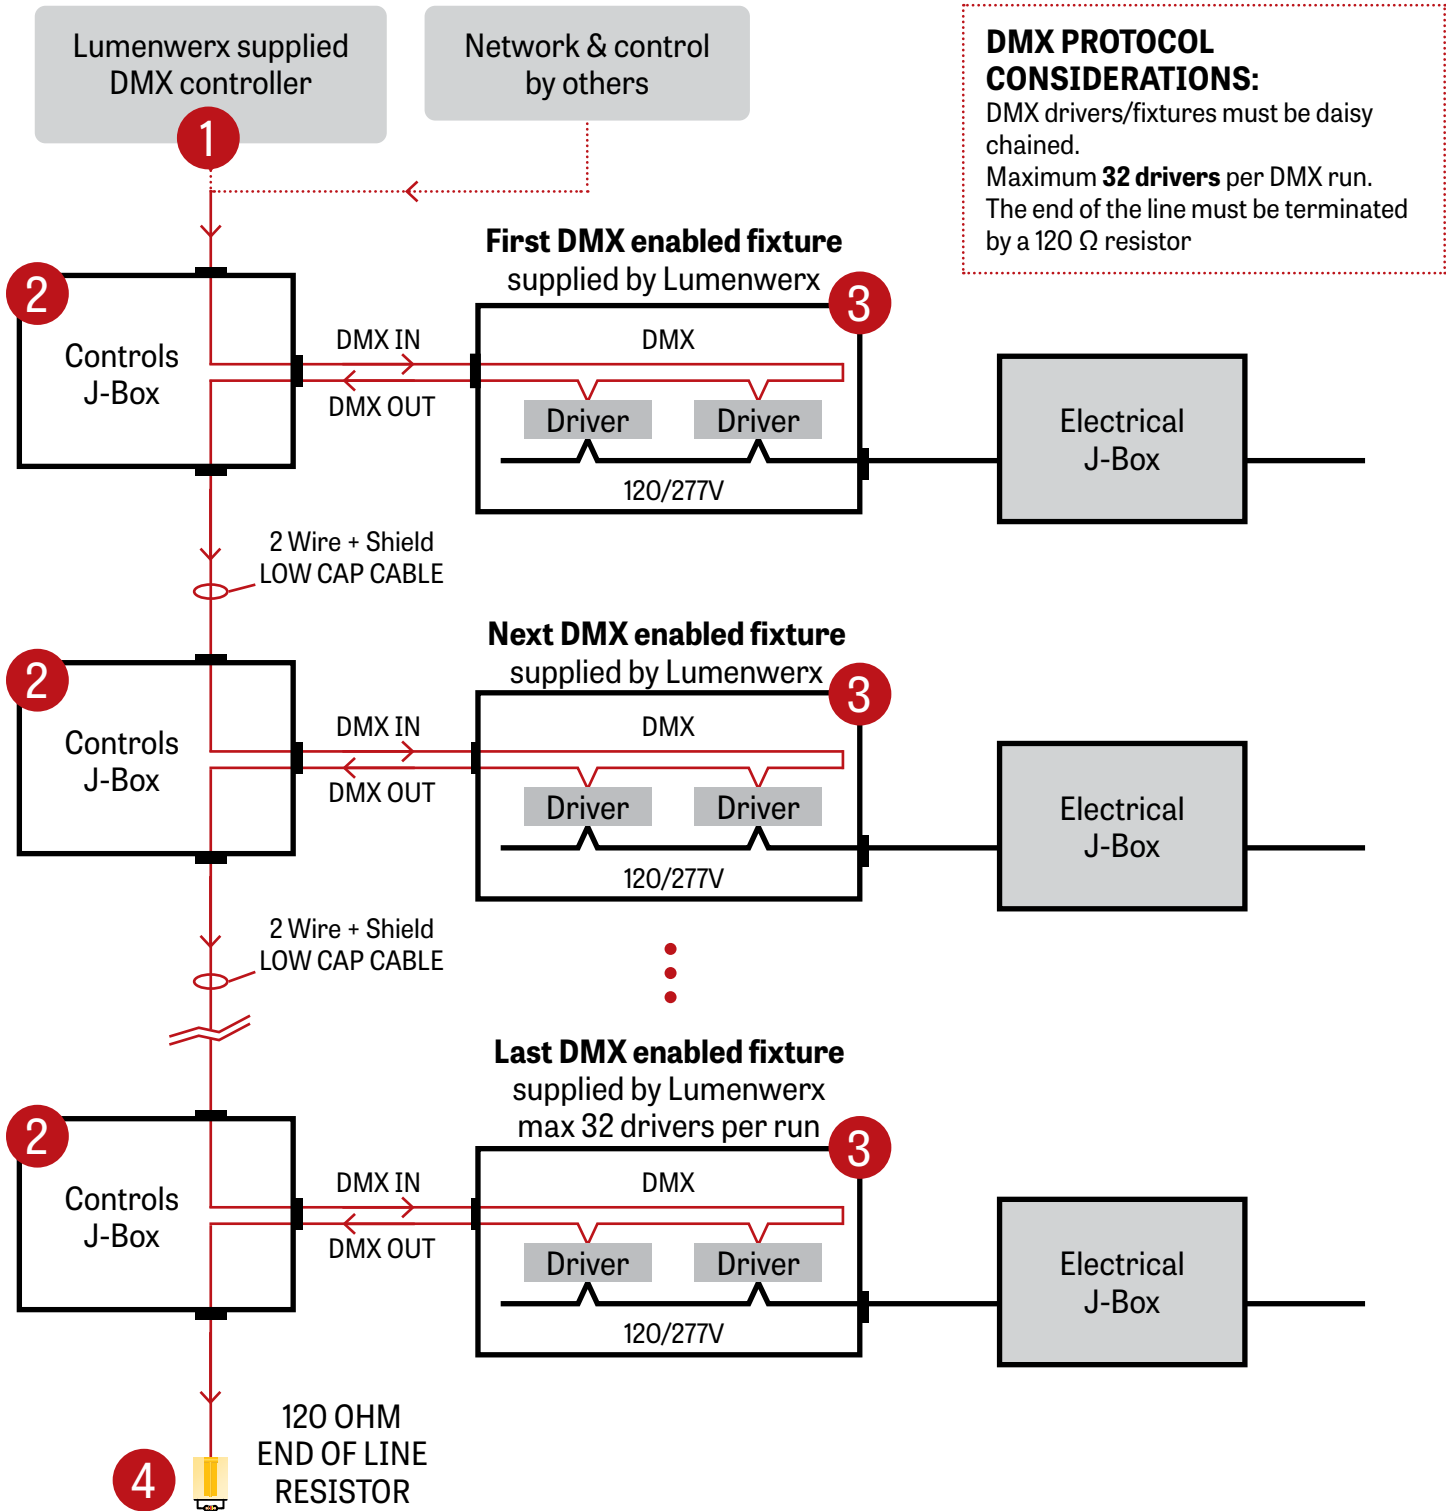 Lumenwerx supplied
DMX controller
1
Network & control
by others
DMX PROTOCOL
CONSIDERATIONS:
DMX drivers/fixtures must be daisy
chained.
Maximum 32 drivers per DMX run.
The end of the line must be terminated
by a 120 Ω resistor
First DMX enabled fixture
supplied by Lumenwerx
2
Controls
J-Box
DMX IN
DMX OUT
3
DMX
Driver
Driver
120/277V
Electrical
J-Box
2 Wire + Shield
LOW CAP CABLE
Next DMX enabled fixture
supplied by Lumenwerx
2
Controls
J-Box
DMX IN
DMX OUT
3
DMX
Driver
Driver
120/277V
Electrical
J-Box
2 Wire + Shield
LOW CAP CABLE
Last DMX enabled fixture
supplied by Lumenwerx
max 32 drivers per run
2
Controls
J-Box
DMX IN
DMX OUT
3
DMX
Driver
Driver
120/277V
Electrical
J-Box
4
120 OHM
END OF LINE
RESISTOR